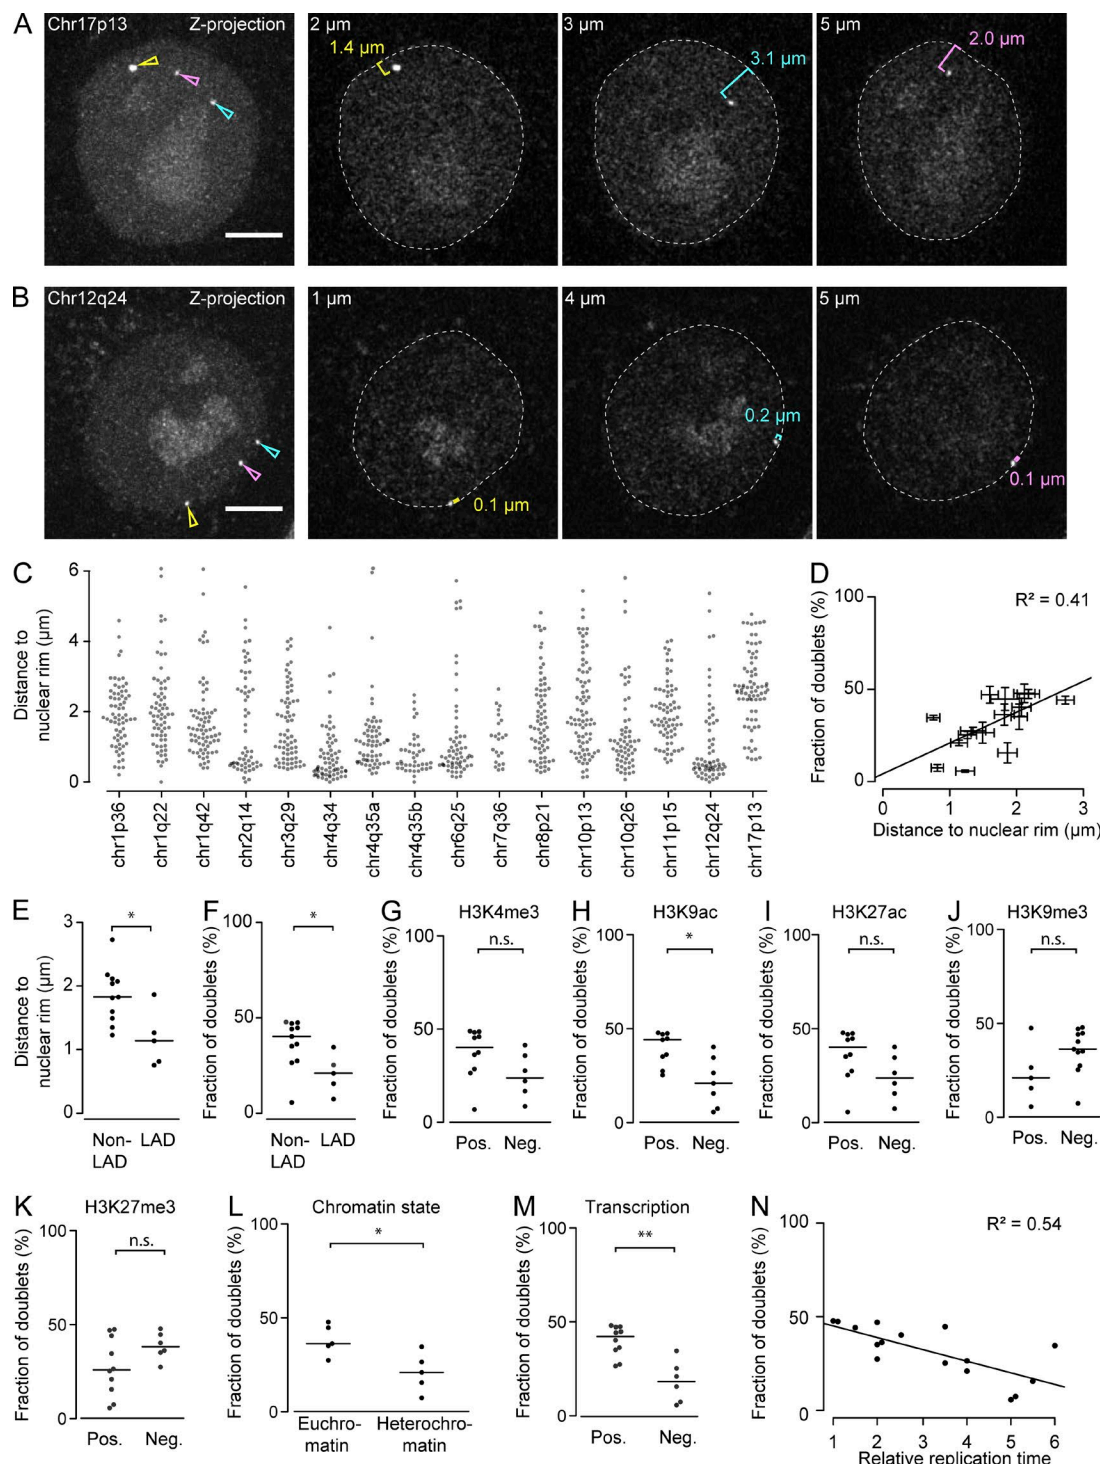 A
Chr17p13 Z-projection
2 µm
1.4 µm
3 µm
3.1 µm
5 µm
2.0 µm
B
Chr12q24 Z-projection
1 µm
0.1 µm
4 µm
0.2 µm
5 µm
0.1 µm
C
Distance to
nuclear rim (µm)
6
4
2
0
chr1p36
chr1q22
chr1q42
chr2q14
chr3q29
chr4q34
chr4q35a
chr4q35b
chr6q25
chr7q36
chr8p21
chr10p13
chr10q26
chr11p15
chr12q24
chr17p13
D
R² = 0.41
Fraction of doublets (%)
100
50
0
0 1 2 3
Distance to nuclear rim (µm)
E
Distance to
nuclear rim (µm)
3
2
1
0
*
Non-
LAD
LAD
F
Fraction of doublets (%)
100
50
0
*
Non-
LAD
LAD
G
H3K4me3
Fraction of doublets (%)
100
50
0
n.s.
Pos. Neg.
H
H3K9ac
Fraction of doublets (%)
100
50
0
*
Pos. Neg.
I
H3K27ac
Fraction of doublets (%)
100
50
0
n.s.
Pos. Neg.
J
H3K9me3
Fraction of doublets (%)
100
50
0
n.s.
Pos. Neg.
K
H3K27me3
Fraction of doublets (%)
100
50
0
n.s.
Pos. Neg.
L
Chromatin state
Fraction of doublets (%)
100
50
0
*
Euchro-
matin
Heterochro-
matin
M
Transcription
Fraction of doublets (%)
100
50
0
**
Pos. Neg.
N
R² = 0.54
Fraction of doublets (%)
100
50
0
1 2 3 4 5 6
Relative replication time